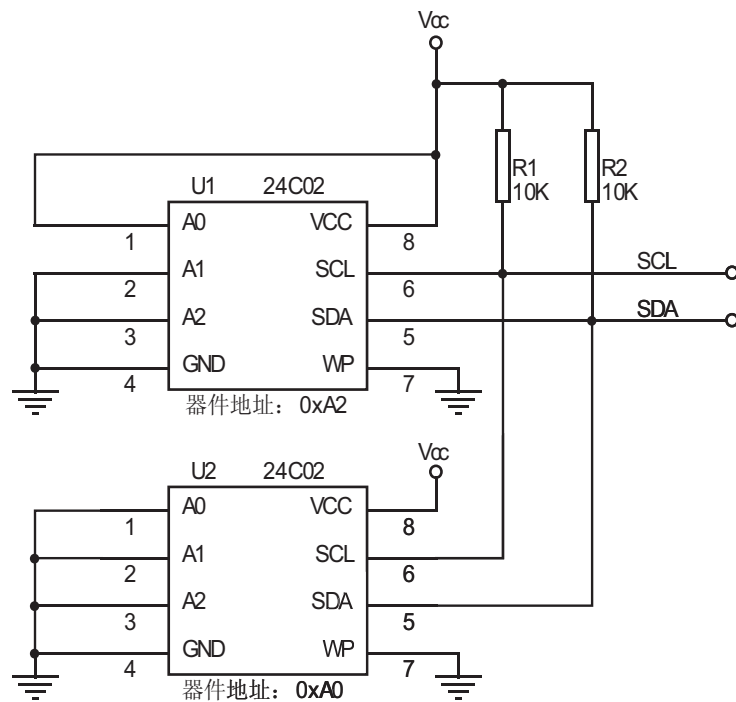 Vcc
R1
10K
R2
10K
U1 24C02
A0 VCC
1 8
A1 SCL
2 6
SCL
A2 SDA
3 5
SDA
GND WP
4 7
器件地址：0xA2
Vcc
U2 24C02
A0 VCC
1 8
A1 SCL
2 6
A2 SDA
3 5
GND WP
4 7
器件地址：0xA0